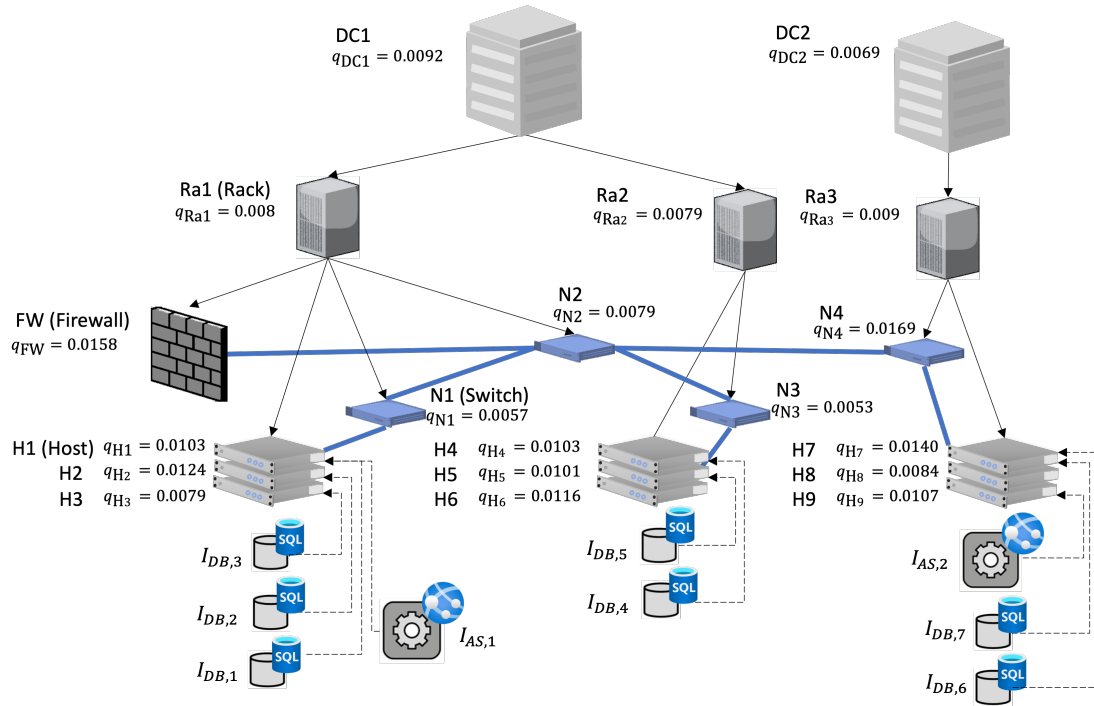 DC1
q_DC1 = 0.0092
DC2
q_DC2 = 0.0069
Ra1 (Rack)
q_Ra1 = 0.008
Ra2
q_Ra2 = 0.0079
Ra3
q_Ra3 = 0.009
FW (Firewall)
q_FW = 0.0158
N2
q_N2 = 0.0079
N4
q_N4 = 0.0169
N1 (Switch)
q_N1 = 0.0057
N3
q_N3 = 0.0053
H1 (Host) q_H1 = 0.0103
H2 q_H2 = 0.0124
H3 q_H3 = 0.0079
H4 q_H4 = 0.0103
H5 q_H5 = 0.0101
H6 q_H6 = 0.0116
H7 q_H7 = 0.0140
H8 q_H8 = 0.0084
H9 q_H9 = 0.0107
I_DB,3
SQL
I_DB,2
SQL
I_DB,1
SQL
I_AS,1
I_DB,5
SQL
I_DB,4
SQL
I_AS,2
I_DB,7
SQL
I_DB,6
SQL